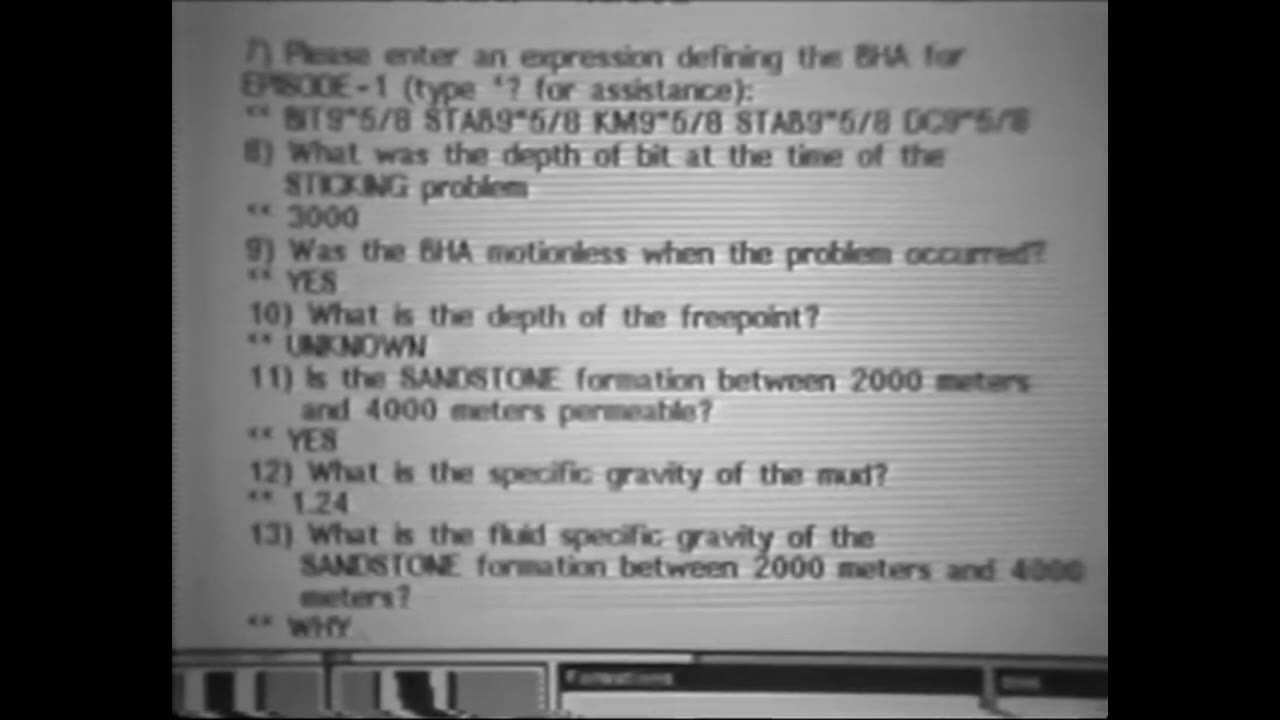 7) Please enter an expression defining the BHA for
EPISODE-1 (type '? for assistance):
** BIT9"5/8 STAB9"5/8 KM9"5/8 STAB9"5/8 DC9"5/8
8) What was the depth of bit at the time of the
STICKING problem
** 3000
9) Was the BHA motionless when the problem occurred?
** YES
10) What is the depth of the freepoint?
** UNKNOWN
11) Is the SANDSTONE formation between 2000 meters
and 4000 meters permeable?
** YES
12) What is the specific gravity of the mud?
** 1.24
13) What is the fluid specific gravity of the
SANDSTONE formation between 2000 meters and 4000
meters?
** WHY
Formations